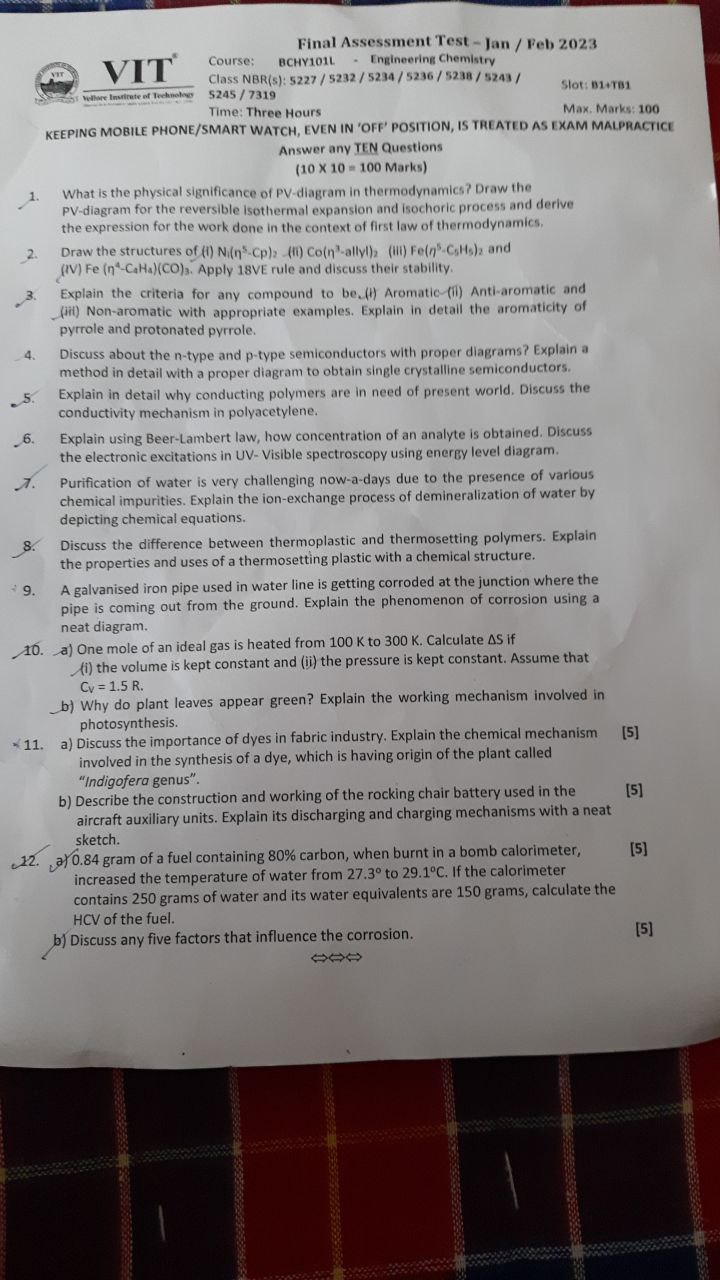 Final Assessment Test – Jan / Feb 2023
VIT®
Vellore Institute of Technology
Course: BCHY101L - Engineering Chemistry
Class NBR(s): 5227 / 5232 / 5234 / 5236 / 5238 / 5243 /
5245 / 7319
Slot: B1+TB1
Time: Three Hours
Max. Marks: 100
KEEPING MOBILE PHONE/SMART WATCH, EVEN IN ‘OFF’ POSITION, IS TREATED AS EXAM MALPRACTICE
Answer any TEN Questions
(10 X 10 = 100 Marks)
1. What is the physical significance of PV-diagram in thermodynamics? Draw the
PV-diagram for the reversible isothermal expansion and isochoric process and derive
the expression for the work done in the context of first law of thermodynamics.
2. Draw the structures of (i) Ni(η⁵-Cp)₂ (ii) Co(η³-allyl)₂ (iii) Fe(η⁵-C₅H₅)₂ and
(IV) Fe (η⁴-C₄H₄)(CO)₃. Apply 18VE rule and discuss their stability.
3. Explain the criteria for any compound to be (i) Aromatic (ii) Anti-aromatic and
(iii) Non-aromatic with appropriate examples. Explain in detail the aromaticity of
pyrrole and protonated pyrrole.
4. Discuss about the n-type and p-type semiconductors with proper diagrams? Explain a
method in detail with a proper diagram to obtain single crystalline semiconductors.
5. Explain in detail why conducting polymers are in need of present world. Discuss the
conductivity mechanism in polyacetylene.
6. Explain using Beer-Lambert law, how concentration of an analyte is obtained. Discuss
the electronic excitations in UV- Visible spectroscopy using energy level diagram.
7. Purification of water is very challenging now-a-days due to the presence of various
chemical impurities. Explain the ion-exchange process of demineralization of water by
depicting chemical equations.
8. Discuss the difference between thermoplastic and thermosetting polymers. Explain
the properties and uses of a thermosetting plastic with a chemical structure.
9. A galvanised iron pipe used in water line is getting corroded at the junction where the
pipe is coming out from the ground. Explain the phenomenon of corrosion using a
neat diagram.
10. a) One mole of an ideal gas is heated from 100 K to 300 K. Calculate ΔS if
(i) the volume is kept constant and (ii) the pressure is kept constant. Assume that
Cᵥ = 1.5 R.
b) Why do plant leaves appear green? Explain the working mechanism involved in
photosynthesis.
11. a) Discuss the importance of dyes in fabric industry. Explain the chemical mechanism [5]
involved in the synthesis of a dye, which is having origin of the plant called
“Indigofera genus”.
b) Describe the construction and working of the rocking chair battery used in the [5]
aircraft auxiliary units. Explain its discharging and charging mechanisms with a neat
sketch.
12. a) 0.84 gram of a fuel containing 80% carbon, when burnt in a bomb calorimeter, [5]
increased the temperature of water from 27.3° to 29.1°C. If the calorimeter
contains 250 grams of water and its water equivalents are 150 grams, calculate the
HCV of the fuel.
b) Discuss any five factors that influence the corrosion. [5]
⇔⇔⇔